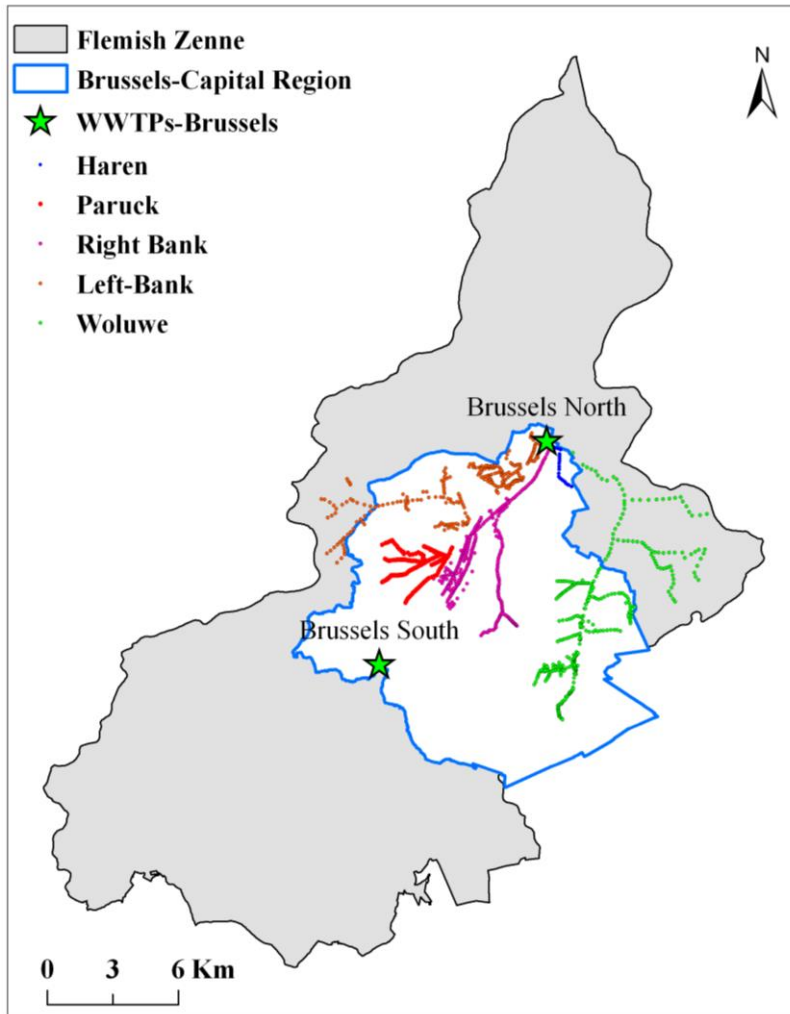 Flemish Zenne
Brussels-Capital Region
WWTPs-Brussels
Haren
Paruck
Right Bank
Left-Bank
Woluwe
N
Brussels North
Brussels South
0 3 6 Km